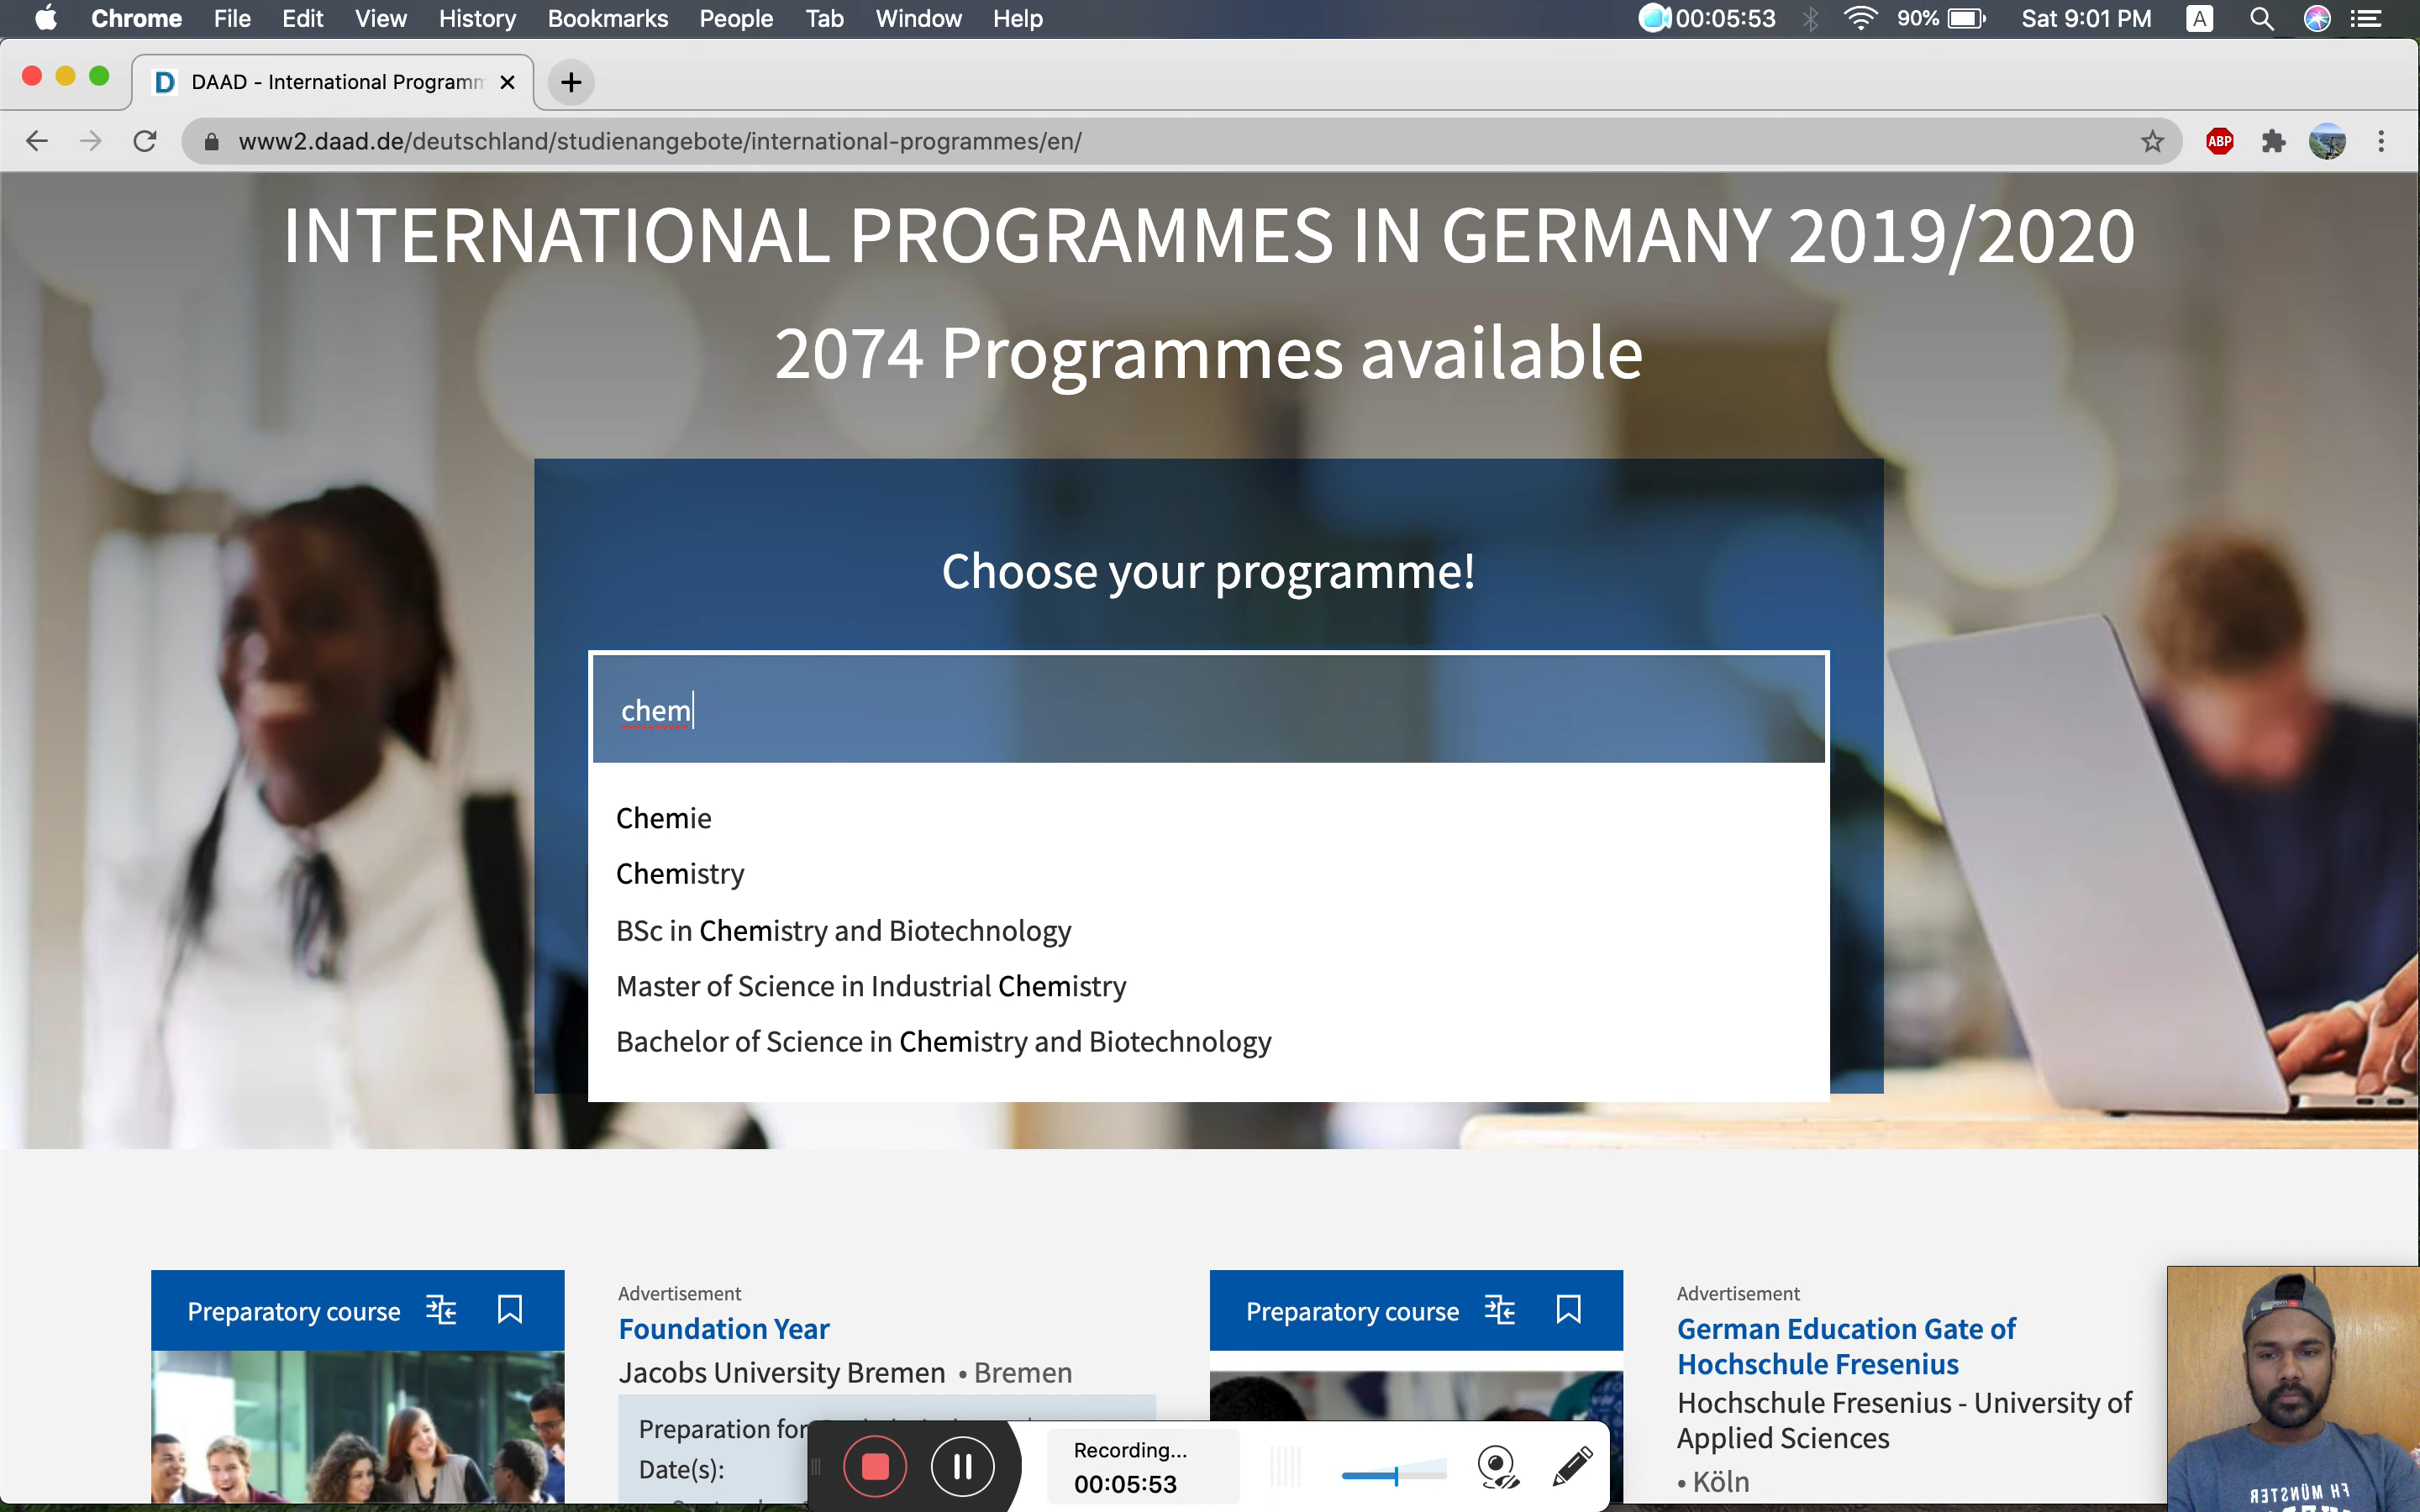 Chrome File Edit View History Bookmarks People Tab Window Help 00:05:53 90% Sat 9:01 PM A
D DAAD - International Programm
www2.daad.de/deutschland/studienangebote/international-programmes/en/ ABP
INTERNATIONAL PROGRAMMES IN GERMANY 2019/2020
2074 Programmes available
Choose your programme!
chem
Chemie
Chemistry
BSc in Chemistry and Biotechnology
Master of Science in Industrial Chemistry
Bachelor of Science in Chemistry and Biotechnology
Preparatory course
Advertisement
Foundation Year
Jacobs University Bremen • Bremen
Preparation for
Date(s):
Preparatory course
Advertisement
German Education Gate of
Hochschule Fresenius
Hochschule Fresenius - University of
Applied Sciences
• Köln
Recording...
00:05:53
FH MÜNSTER